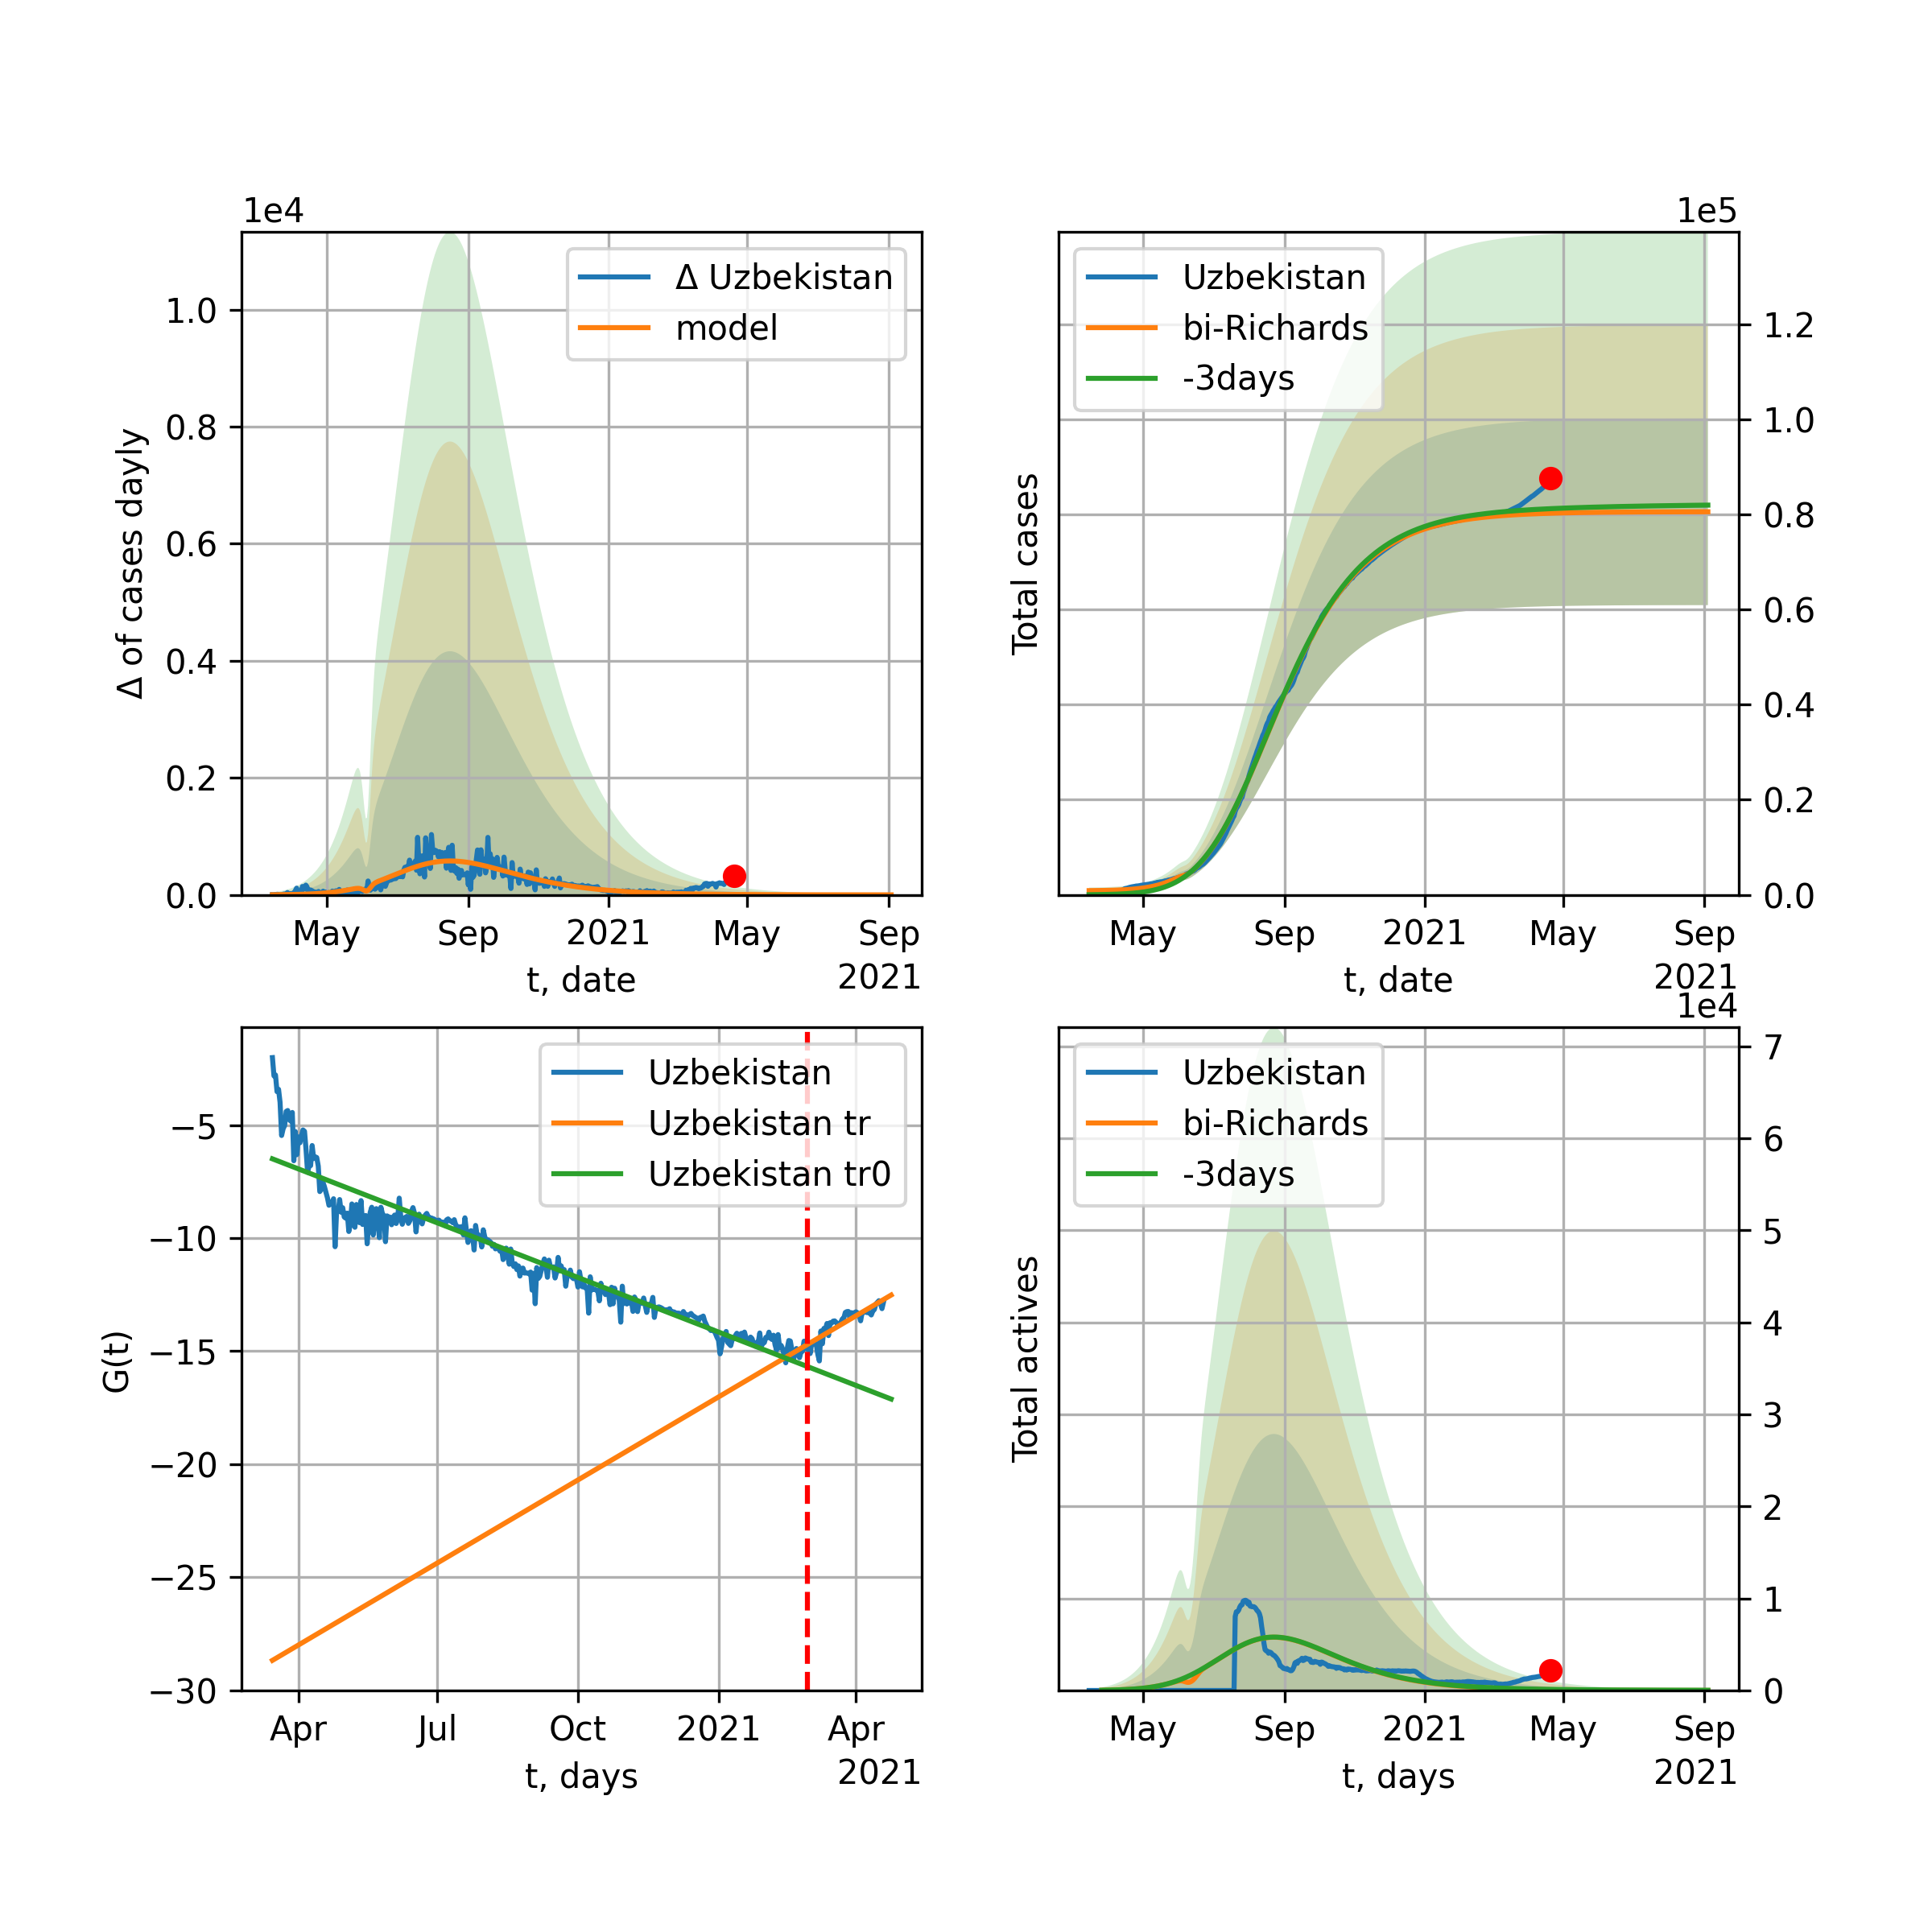 1e4
Δ of cases dayly
1.0
0.8
0.6
0.4
0.2
0.0
Δ Uzbekistan
model
May
Sep
2021
May
Sep
t, date
2021
1e5
Total cases
Uzbekistan
bi-Richards
-3days
1.2
1.0
0.8
0.6
0.4
0.2
0.0
May
Sep
2021
May
Sep
t, date
2021
G(t)
−5
−10
−15
−20
−25
−30
Uzbekistan
Uzbekistan tr
Uzbekistan tr0
Apr
Jul
Oct
2021
Apr
t, days
2021
1e4
Total actives
Uzbekistan
bi-Richards
-3days
7
6
5
4
3
2
1
0
May
Sep
2021
May
Sep
t, days
2021